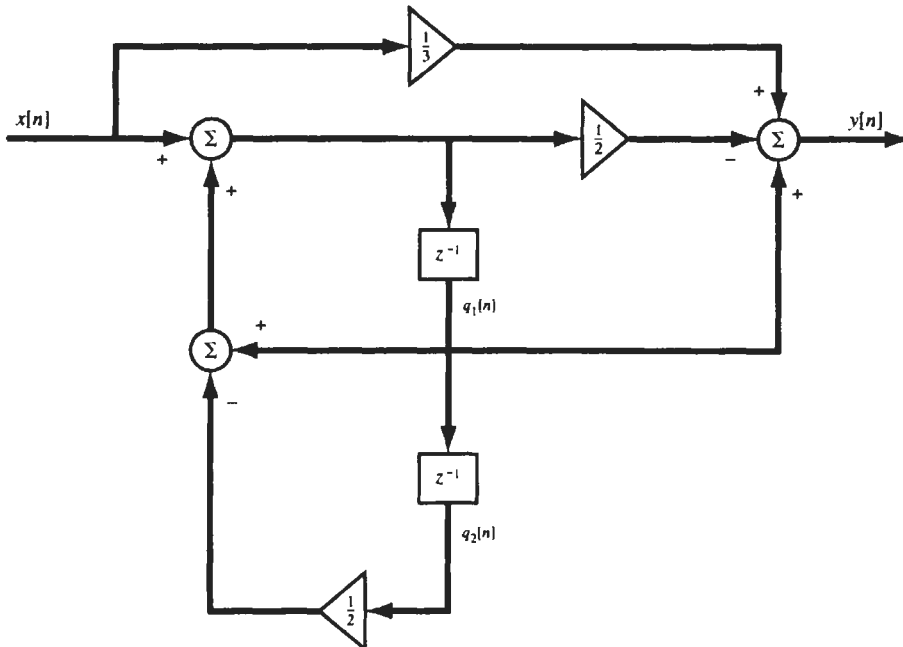 1/3
x[n]
+
Σ
+
+
1/2
−
Σ
+
y[n]
z⁻¹
q₁[n]
+
Σ
−
z⁻¹
q₂[n]
1/2